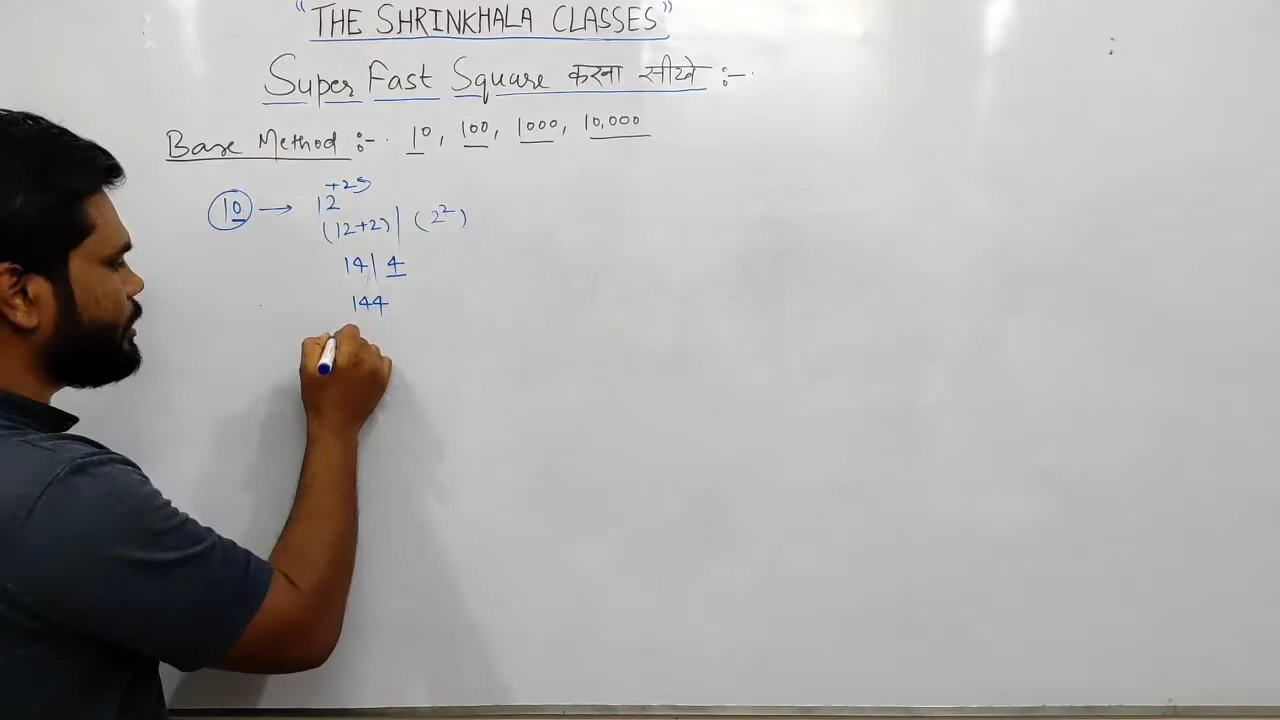 "THE SHRINKHALA CLASSES"
Super Fast Square करना सीखे :-
Base Method :- 10, 100, 1000, 10,000
+2
10 → 12
(12+2) | (2²)
14 | 4
144